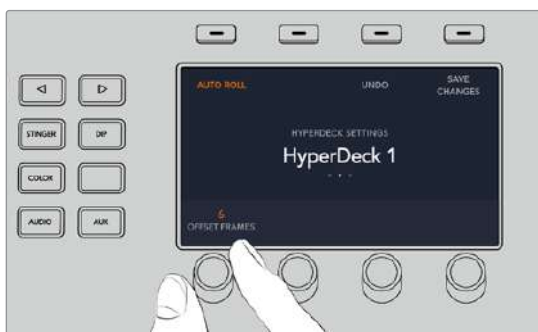 AUTO ROLL
UNDO
SAVE
CHANGES
STINGER
DIP
HYPERDECK SETTINGS
HyperDeck 1
COLOR
AUDIO
AUX
6
OFFSET FRAMES